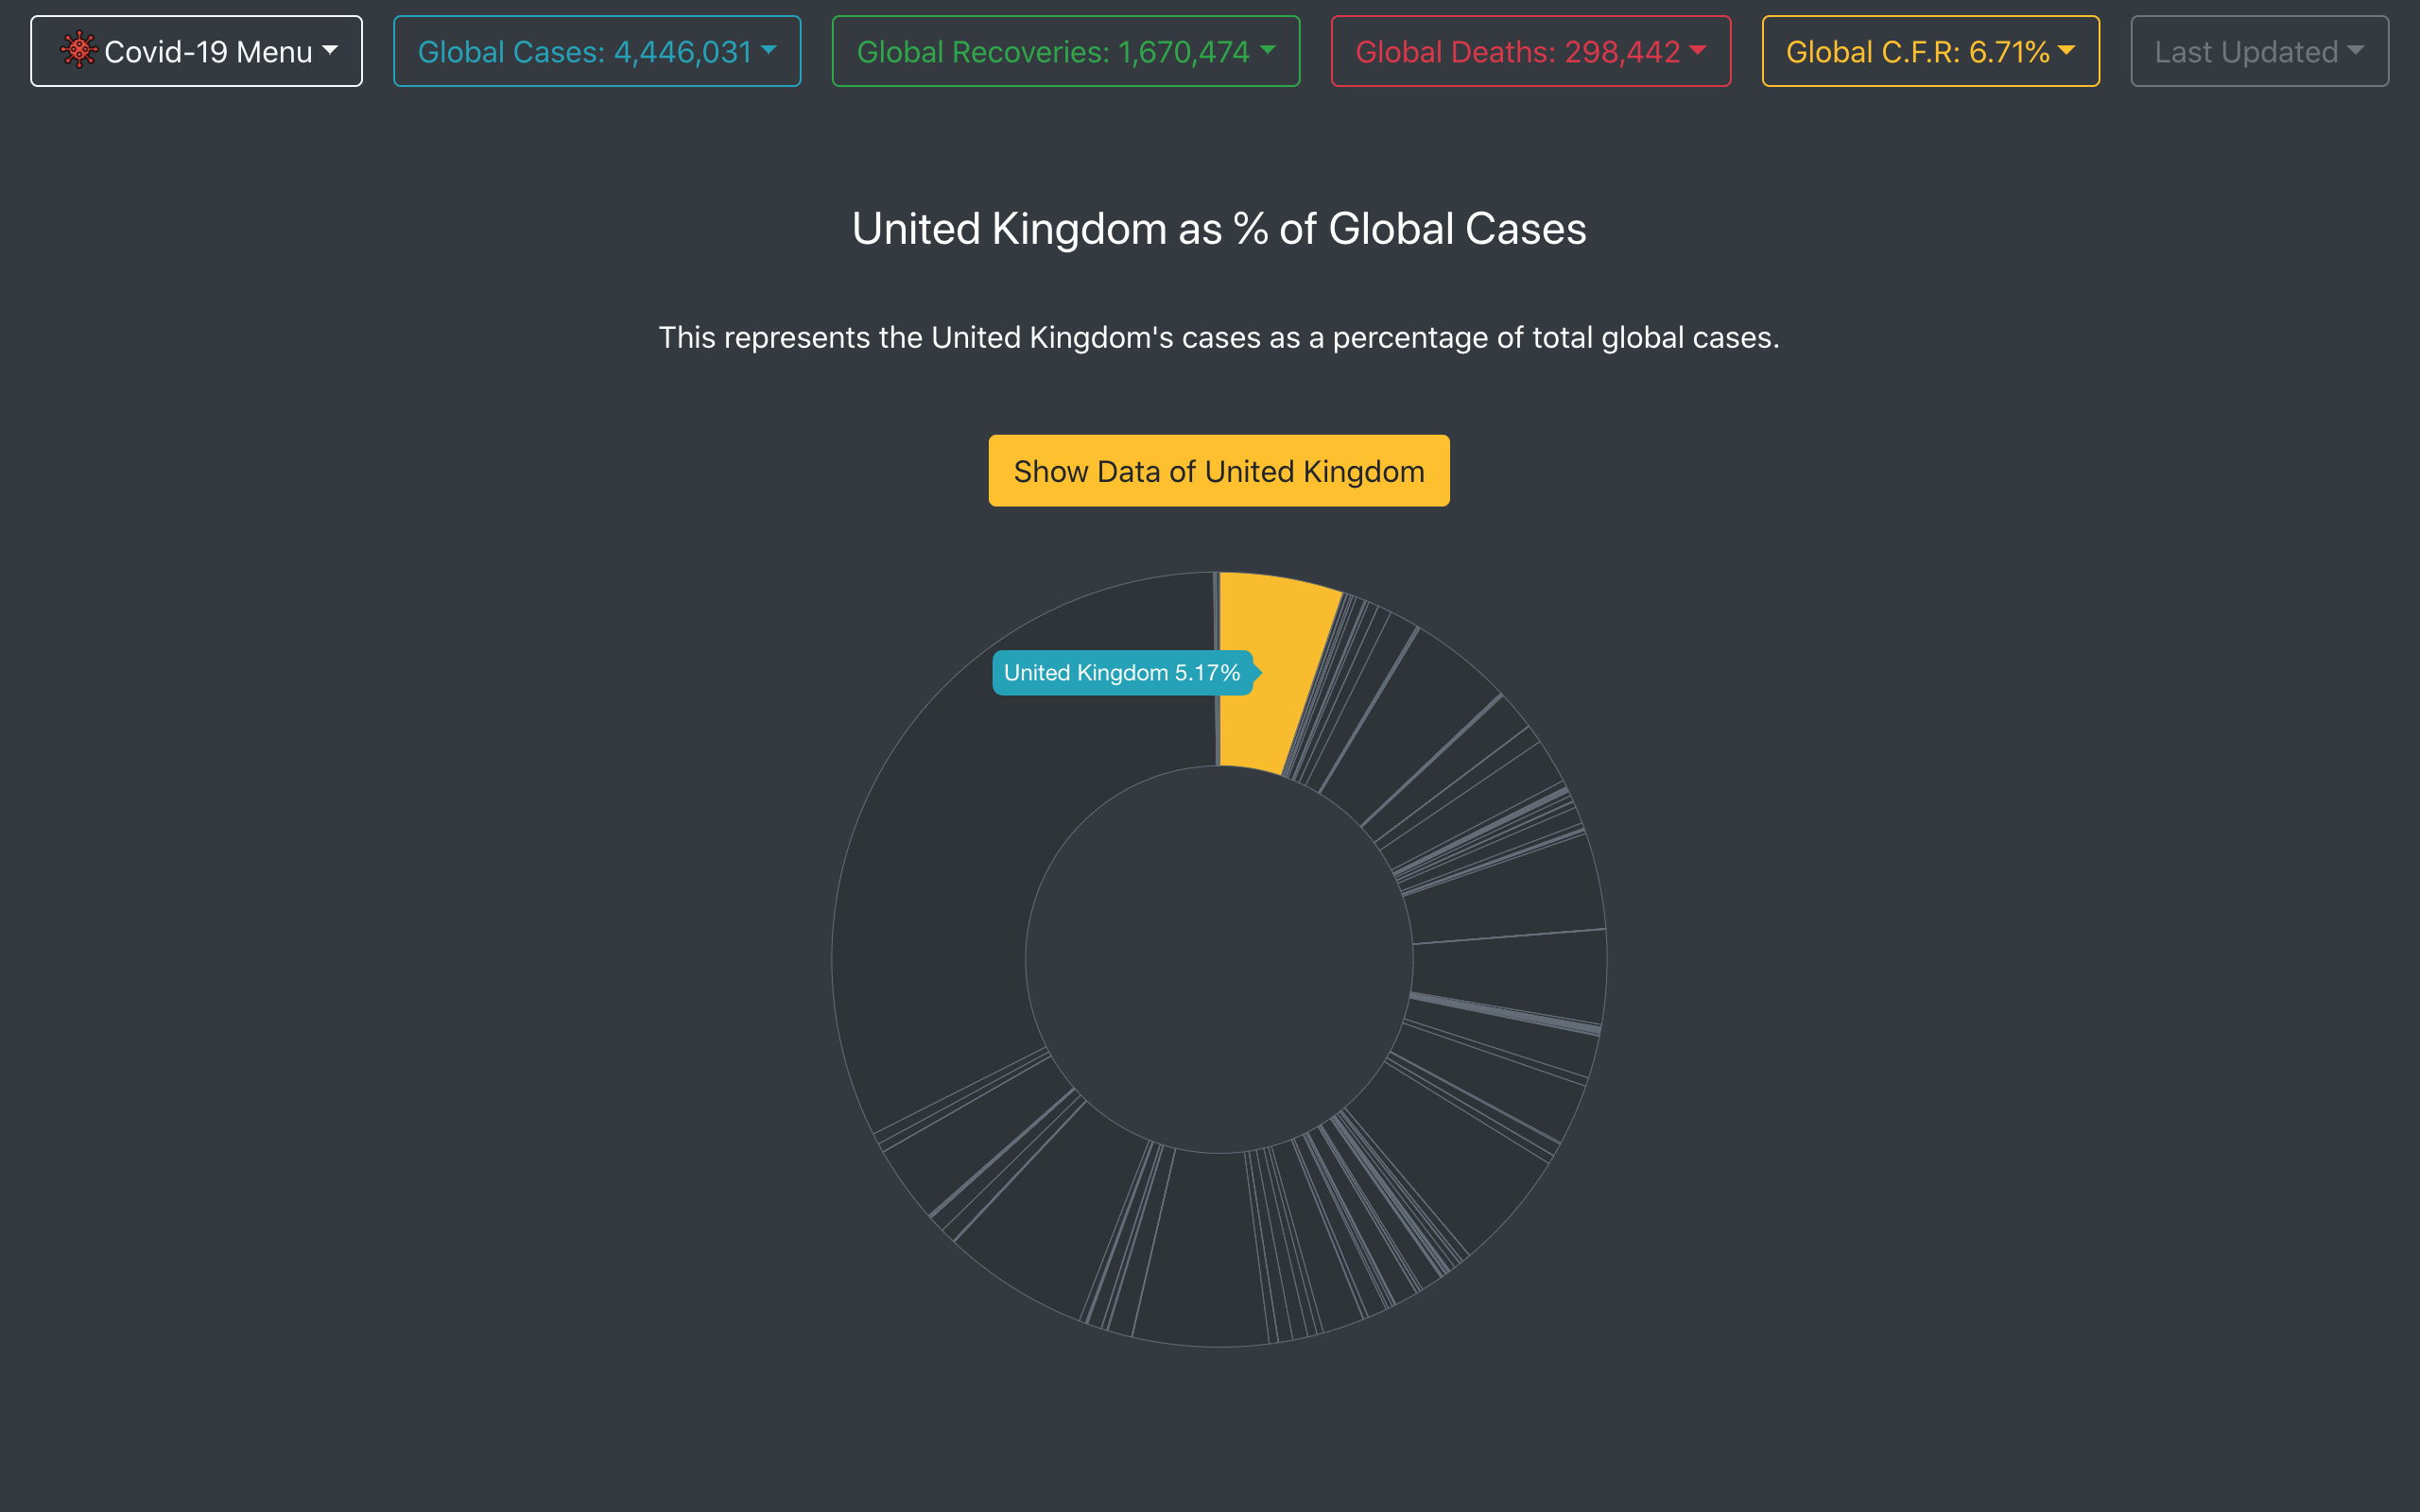 Covid-19 Menu
Global Cases: 4,446,031
Global Recoveries: 1,670,474
Global Deaths: 298,442
Global C.F.R: 6.71%
Last Updated
United Kingdom as % of Global Cases
This represents the United Kingdom's cases as a percentage of total global cases.
Show Data of United Kingdom
United Kingdom 5.17%